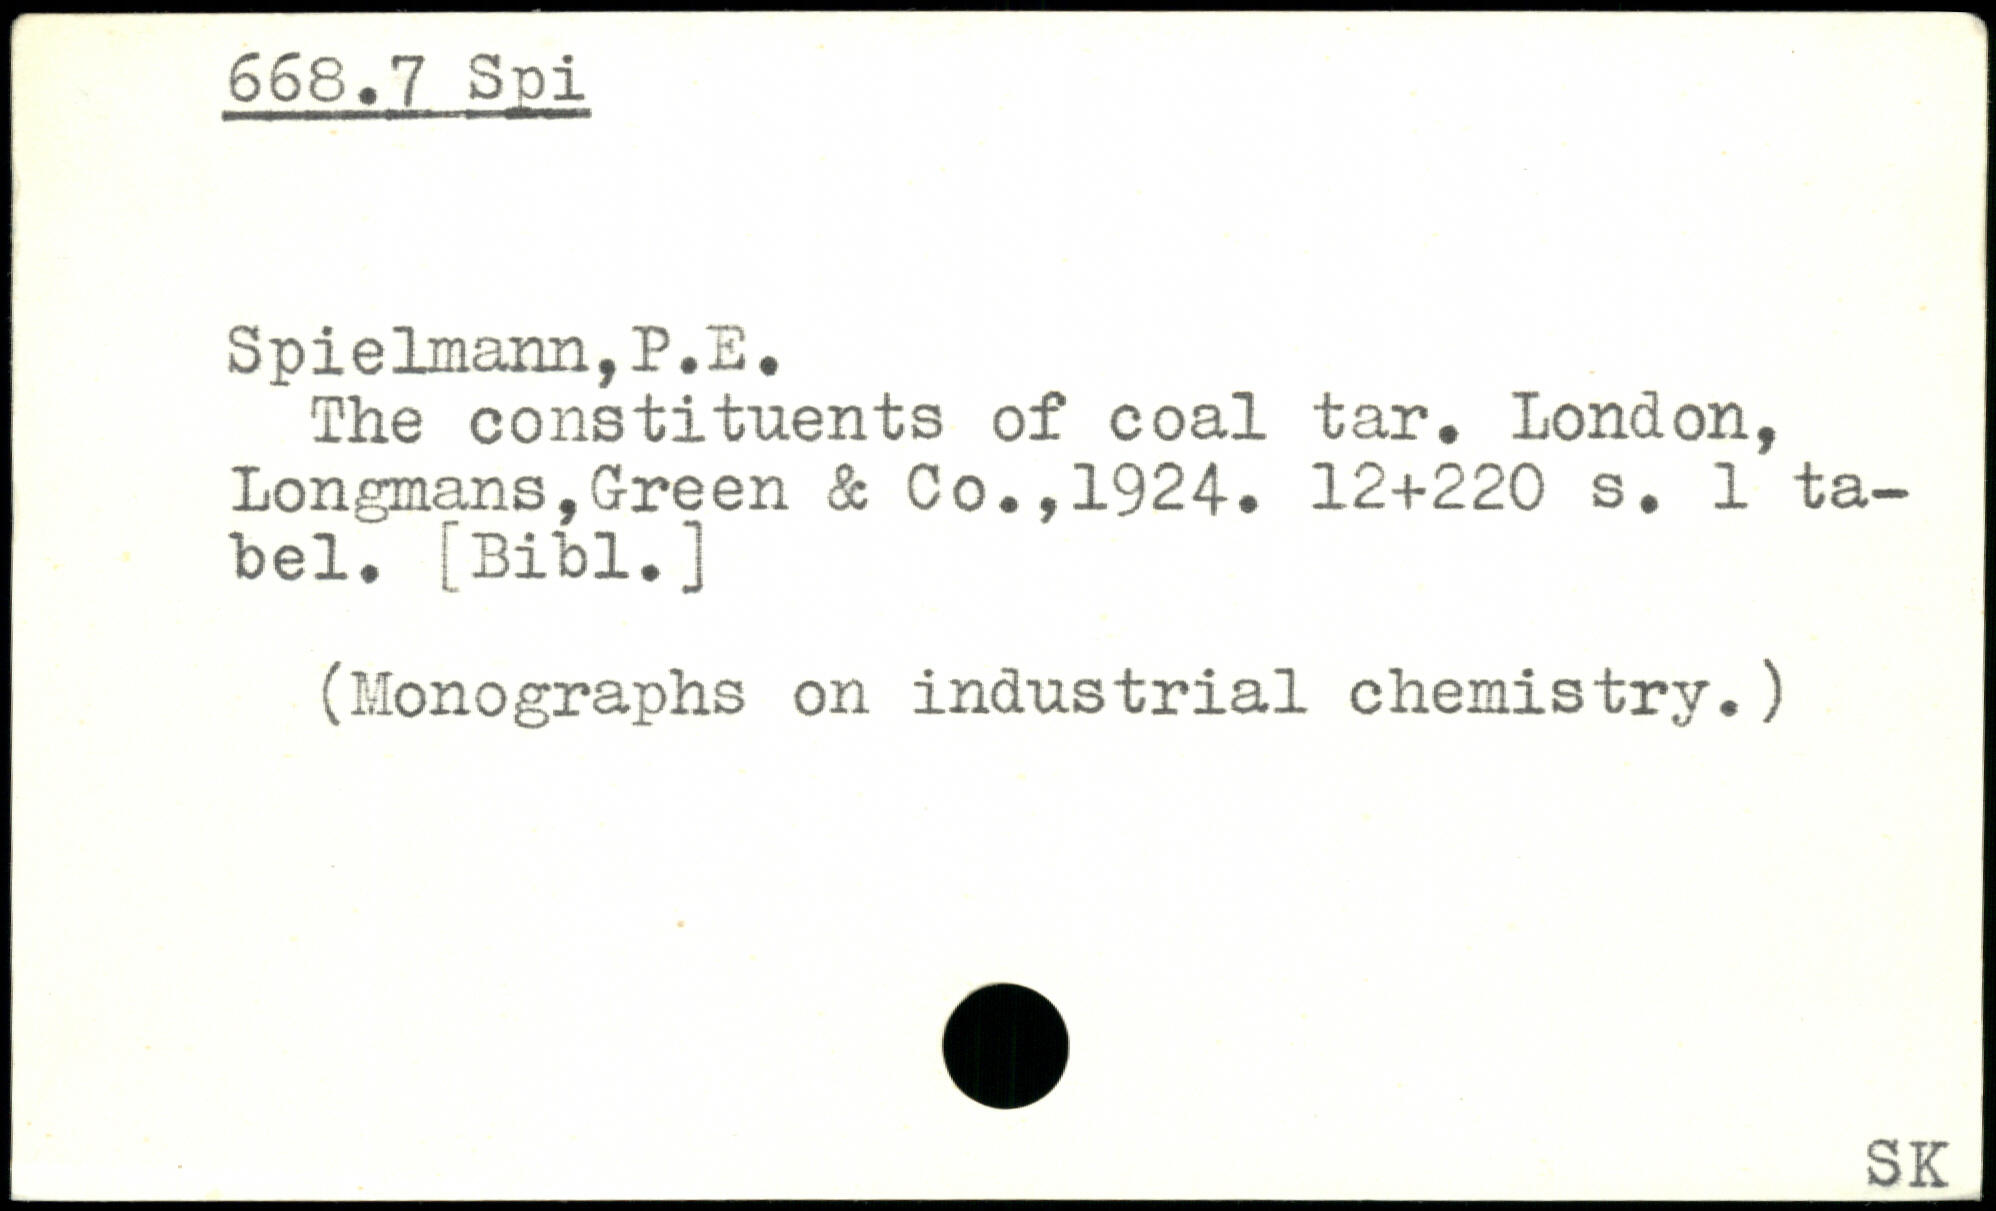 668.7 Spi
Spielmann,P.E.
The constituents of coal tar. London,
Longmans,Green & Co.,1924. 12+220 s. 1 ta-
bel. [Bibl.]
(Monographs on industrial chemistry.)
SK